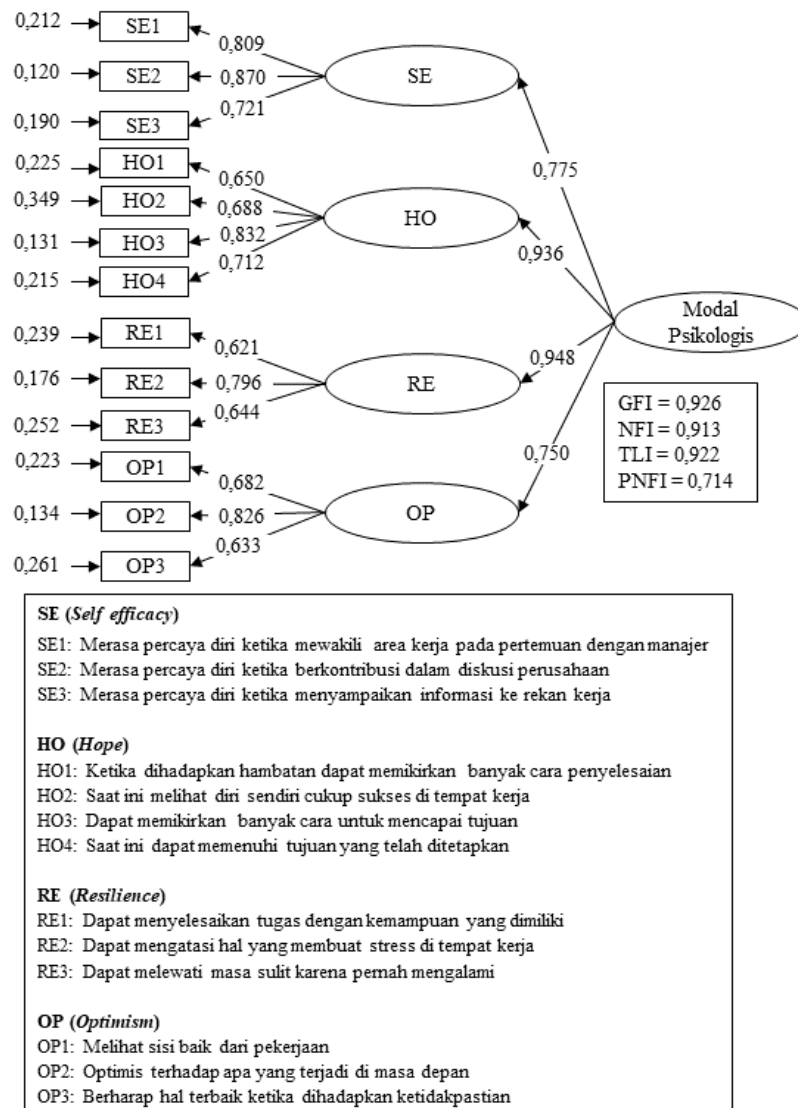 0,212 SE1
0,809
0,120 SE2 0,870 SE
0,721
0,190 SE3
0,775
0,225 HO1
0,650
0,349 HO2 0,688 HO
0,832
0,131 HO3
0,712 0,936
0,215 HO4
Modal
Psikologis
0,239 RE1
0,621
0,948
0,176 RE2 0,796 RE
0,644
0,252 RE3
GFI = 0,926
NFI = 0,913
TLI = 0,922
PNFI = 0,714
0,750
0,223 OP1
0,682
0,134 OP2 0,826 OP
0,633
0,261 OP3
SE (Self efficacy)
SE1: Merasa percaya diri ketika mewakili area kerja pada pertemuan dengan manajer
SE2: Merasa percaya diri ketika berkontribusi dalam diskusi perusahaan
SE3: Merasa percaya diri ketika menyampaikan informasi ke rekan kerja
HO (Hope)
HO1: Ketika dihadapkan hambatan dapat memikirkan banyak cara penyelesaian
HO2: Saat ini melihat diri sendiri cukup sukses di tempat kerja
HO3: Dapat memikirkan banyak cara untuk mencapai tujuan
HO4: Saat ini dapat memenuhi tujuan yang telah ditetapkan
RE (Resilience)
RE1: Dapat menyelesaikan tugas dengan kemampuan yang dimiliki
RE2: Dapat mengatasi hal yang membuat stress di tempat kerja
RE3: Dapat melewati masa sulit karena pernah mengalami
OP (Optimism)
OP1: Melihat sisi baik dari pekerjaan
OP2: Optimis terhadap apa yang terjadi di masa depan
OP3: Berharap hal terbaik ketika dihadapkan ketidakpastian